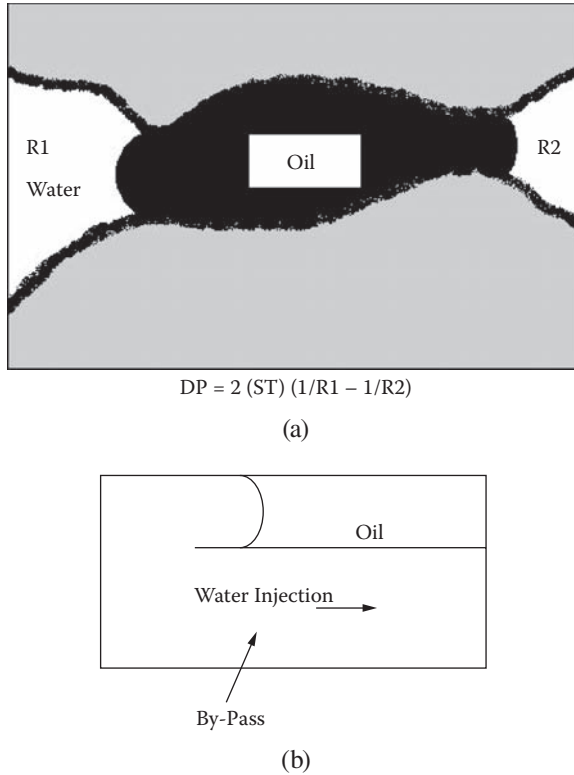 R1
Water
Oil
R2
DP = 2 (ST) (1/R1 – 1/R2)
(a)
Oil
Water Injection
By-Pass
(b)